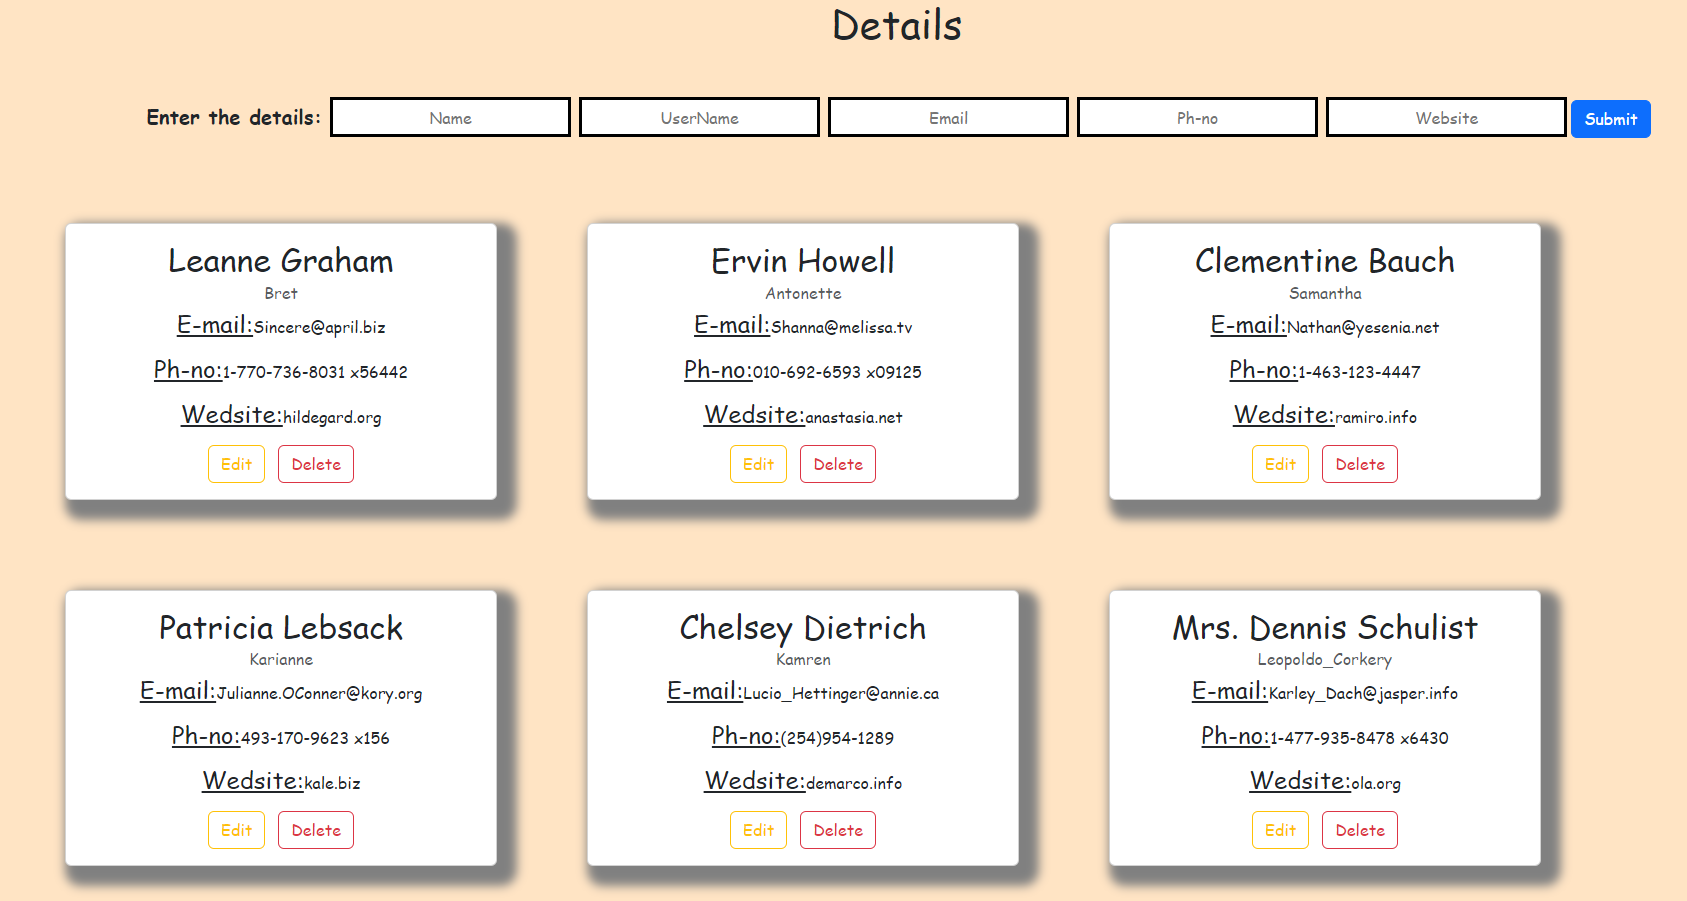 Details
Enter the details: Name UserName Email Ph-no Website Submit
Leanne Graham
Bret
E-mail:Sincere@april.biz
Ph-no:1-770-736-8031 x56442
Wedsite:hildegard.org
Edit Delete
Ervin Howell
Antonette
E-mail:Shanna@melissa.tv
Ph-no:010-692-6593 x09125
Wedsite:anastasia.net
Edit Delete
Clementine Bauch
Samantha
E-mail:Nathan@yesenia.net
Ph-no:1-463-123-4447
Wedsite:ramiro.info
Edit Delete
Patricia Lebsack
Karianne
E-mail:Julianne.OConner@kory.org
Ph-no:493-170-9623 x156
Wedsite:kale.biz
Edit Delete
Chelsey Dietrich
Kamren
E-mail:Lucio_Hettinger@annie.ca
Ph-no:(254)954-1289
Wedsite:demarco.info
Edit Delete
Mrs. Dennis Schulist
Leopoldo_Corkery
E-mail:Karley_Dach@jasper.info
Ph-no:1-477-935-8478 x6430
Wedsite:ola.org
Edit Delete